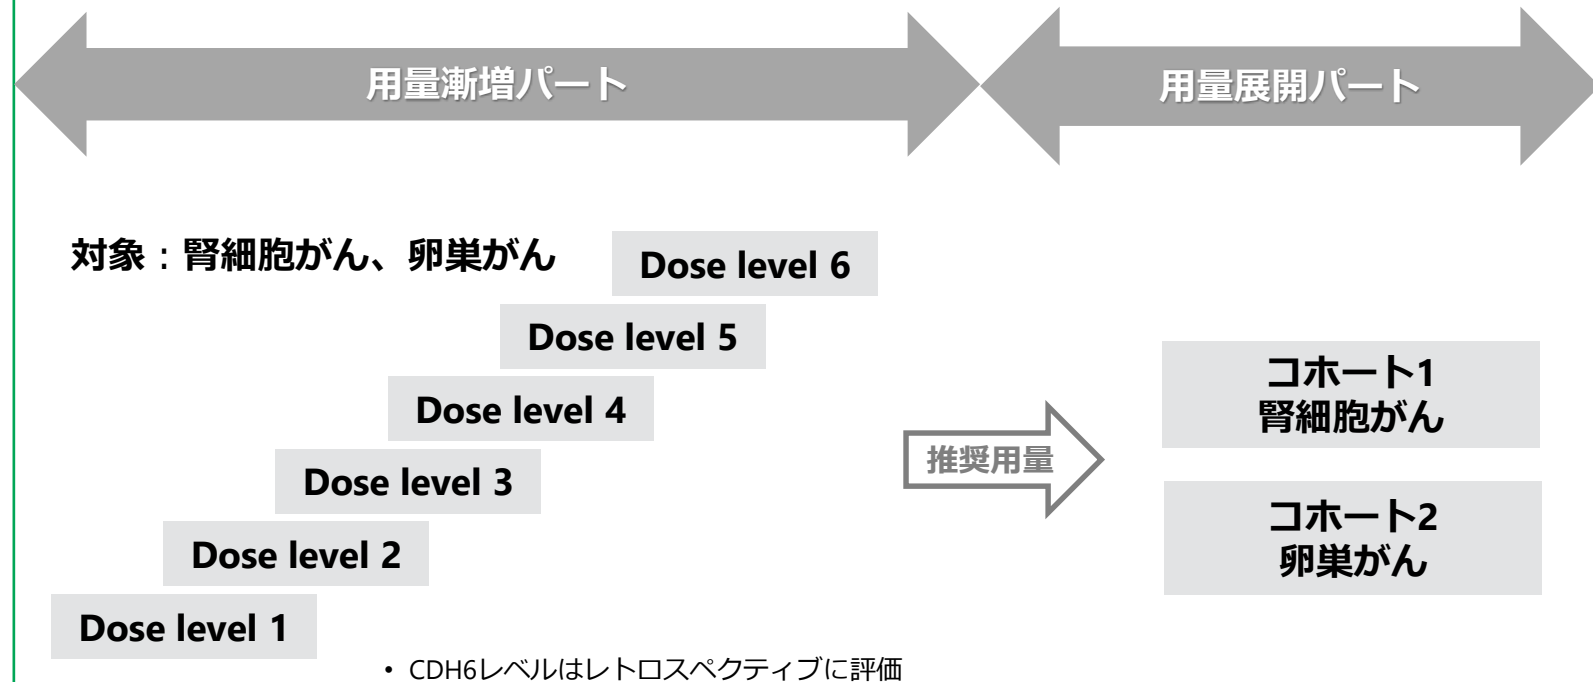 用量漸増パート
用量展開パート
対象：腎細胞がん、卵巣がん
Dose level 6
Dose level 5
Dose level 4
Dose level 3
Dose level 2
Dose level 1
推奨用量
コホート1
腎細胞がん
コホート2
卵巣がん
• CDH6レベルはレトロスペクティブに評価